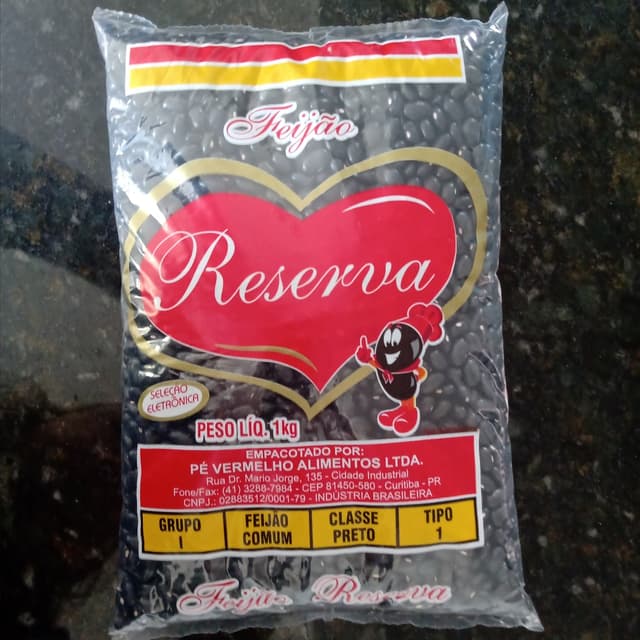 Feijão
Reserva
SELEÇÃO
ELETRÔNICA
PESO LÍQ. 1kg
EMPACOTADO POR:
PÉ VERMELHO ALIMENTOS LTDA.
Rua Dr. Mario Jorge, 135 - Cidade Industrial
Fone/Fax: (41) 3288-7984 - CEP 81450-580 - Curitiba - PR
CNPJ.: 02883512/0001-79 - INDÚSTRIA BRASILEIRA
GRUPO I
FEIJÃO COMUM
CLASSE PRETO
TIPO 1
Feijão Reserva